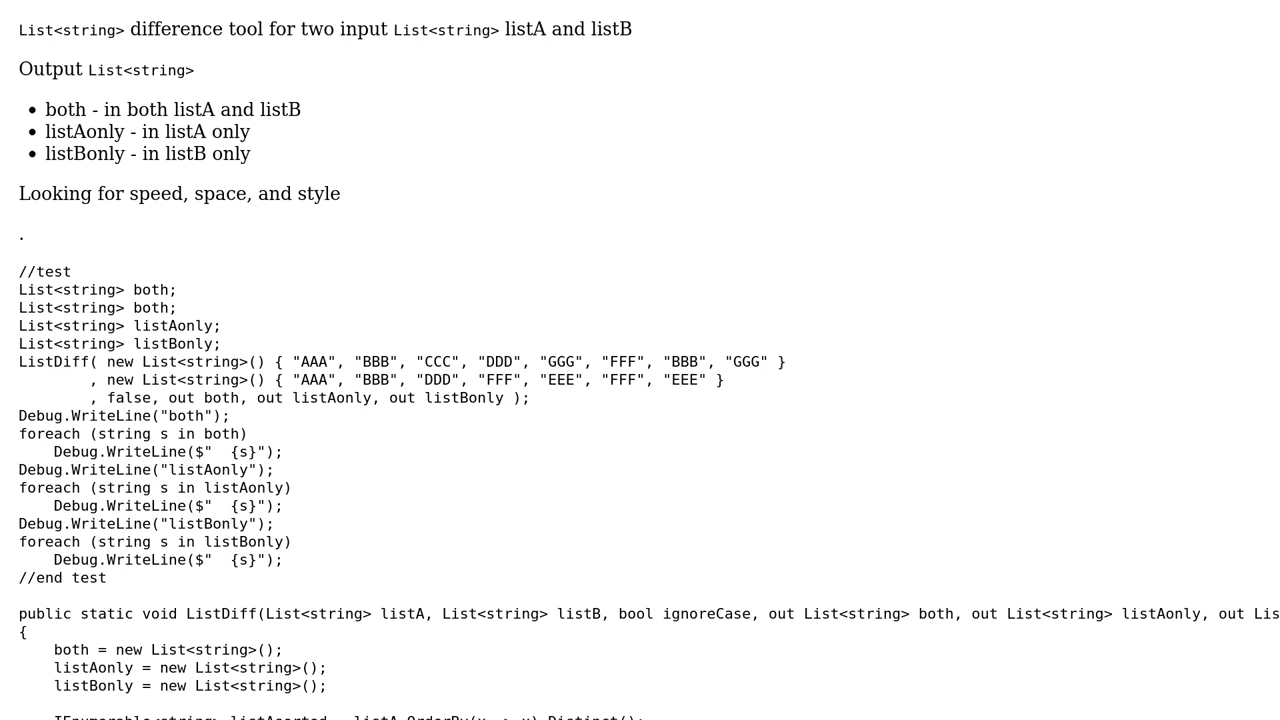 List<string> difference tool for two input List<string> listA and listB
Output List<string>
• both - in both listA and listB
• listAonly - in listA only
• listBonly - in listB only
Looking for speed, space, and style
.
//test
List<string> both;
List<string> both;
List<string> listAonly;
List<string> listBonly;
ListDiff( new List<string>() { "AAA", "BBB", "CCC", "DDD", "GGG", "FFF", "BBB", "GGG" }
        , new List<string>() { "AAA", "BBB", "DDD", "FFF", "EEE", "FFF", "EEE" }
        , false, out both, out listAonly, out listBonly );
Debug.WriteLine("both");
foreach (string s in both)
    Debug.WriteLine($"  {s}");
Debug.WriteLine("listAonly");
foreach (string s in listAonly)
    Debug.WriteLine($"  {s}");
Debug.WriteLine("listBonly");
foreach (string s in listBonly)
    Debug.WriteLine($"  {s}");
//end test
public static void ListDiff(List<string> listA, List<string> listB, bool ignoreCase, out List<string> both, out List<string> listAonly, out Lis
{
    both = new List<string>();
    listAonly = new List<string>();
    listBonly = new List<string>();
    IEnumerable<string> listAsorted = listA.OrderBy(x => x).Distinct();